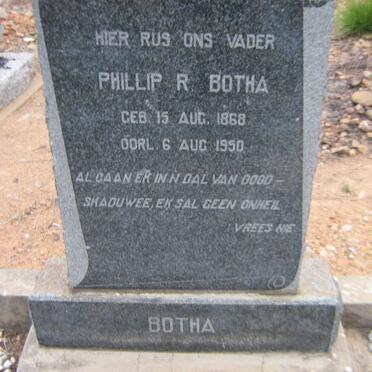 HIER RUS ONS VADER
PHILLIP R. BOTHA
GEB. 15 AUG. 1868
OORL. 6 AUG 1950.
AL GAAN EK IN N DAL VAN DOOD-
SKADUWEE, EK SAL GEEN ONHEIL
VREES NIE
BOTHA